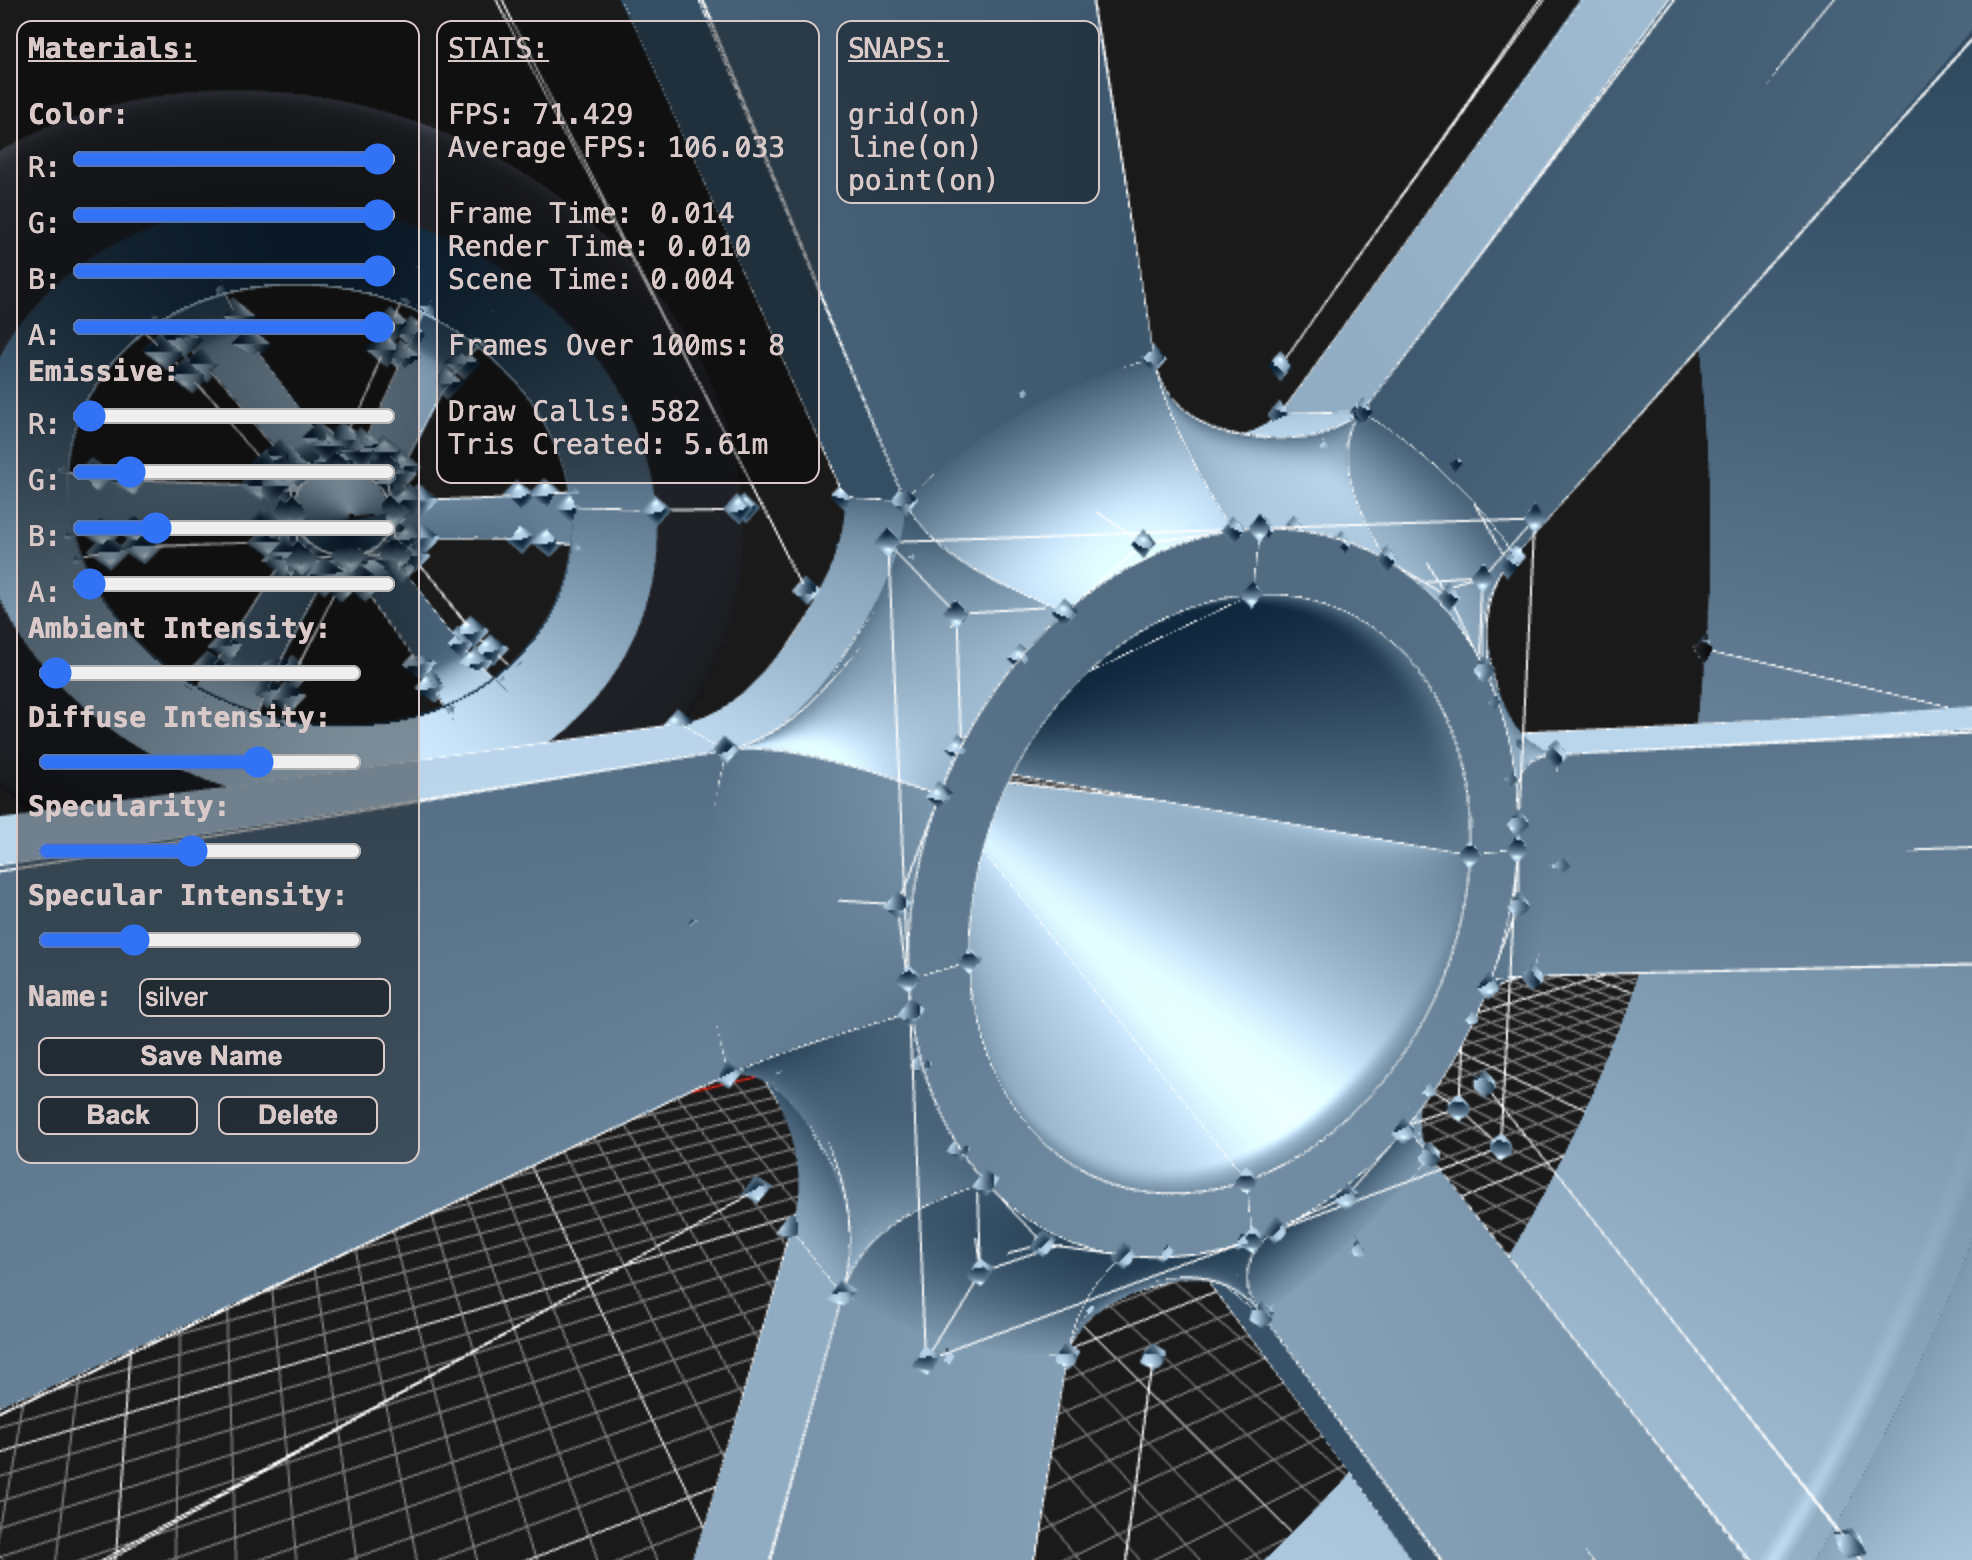 Materials:
Color:
R:
G:
B:
A:
Emissive:
R:
G:
B:
A:
Ambient Intensity:
Diffuse Intensity:
Specularity:
Specular Intensity:
Name: silver
Save Name
Back Delete
STATS:
FPS: 71.429
Average FPS: 106.033
Frame Time: 0.014
Render Time: 0.010
Scene Time: 0.004
Frames Over 100ms: 8
Draw Calls: 582
Tris Created: 5.61m
SNAPS:
grid(on)
line(on)
point(on)